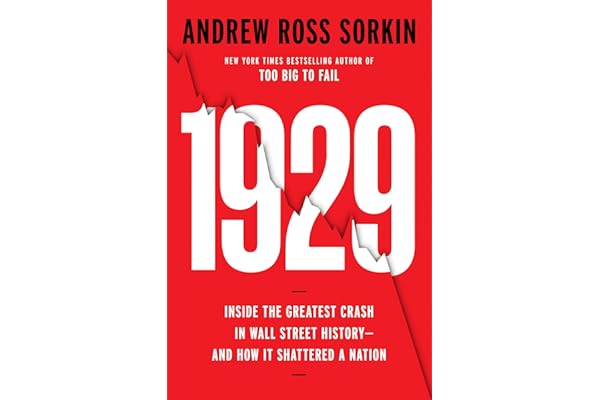 ANDREW ROSS SORKIN
NEW YORK TIMES BESTSELLING AUTHOR OF
TOO BIG TO FAIL
1929
INSIDE THE GREATEST CRASH
IN WALL STREET HISTORY—
AND HOW IT SHATTERED A NATION